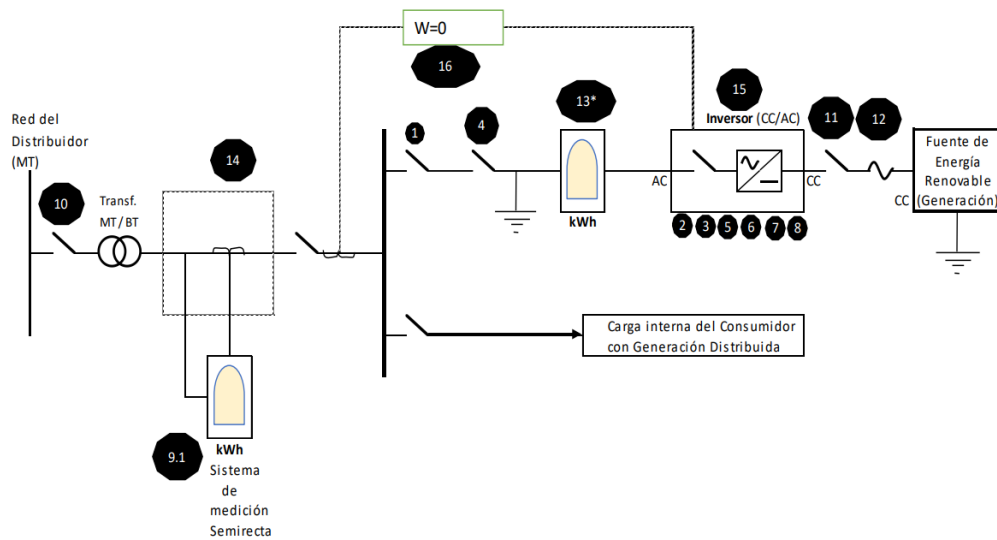 W=0
16
Red del
Distribuidor
(MT)
10
Transf.
MT/BT
14
1
4
13*
kWh
15
Inversor (CC/AC)
AC
CC
2
3
5
6
7
8
11
12
CC
Fuente de
Energía
Renovable
(Generación)
Carga interna del Consumidor
con Generación Distribuida
9.1
kWh
Sistema
de
medición
Semirecta